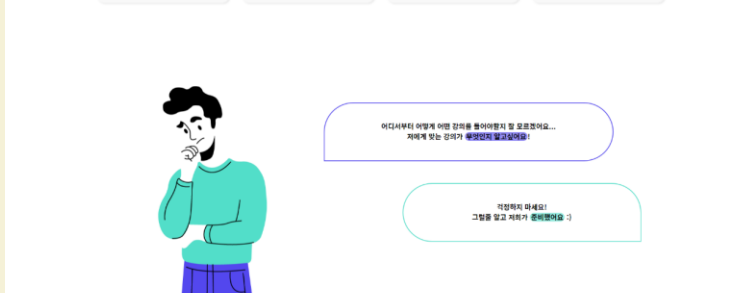 어디서부터 어떻게 어떤 강의를 들어야할지 잘 모르겠어요...
저에게 맞는 강의가 무엇인지 알고싶어요!
걱정하지 마세요!
그럴줄 알고 저희가 준비했어요 :)